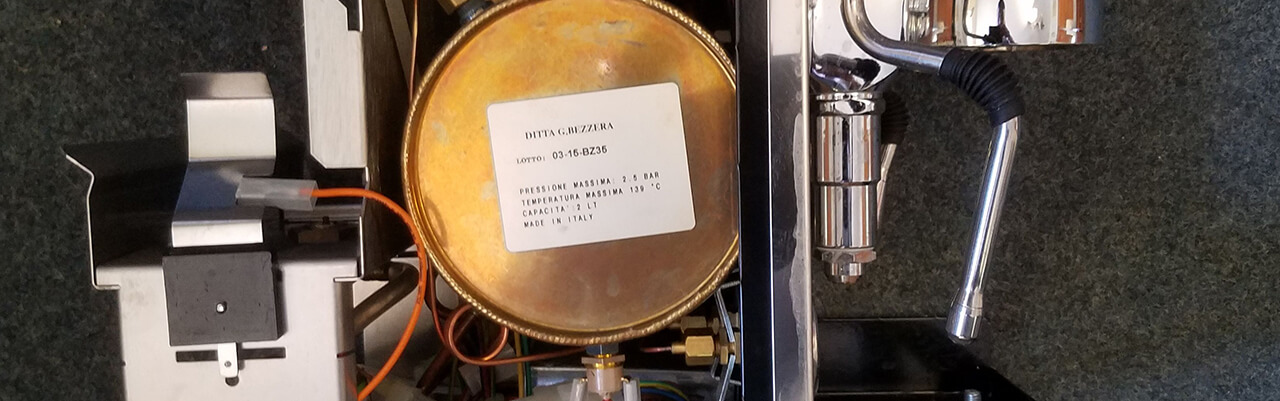 DITTA G.BEZZERA
LOTTO: 03-15-BZ35
PRESSIONE MASSIMA: 2.5 BAR
TEMPERATURA MASSIMA 139 °C
CAPACITA' 2 LT
MADE IN ITALY